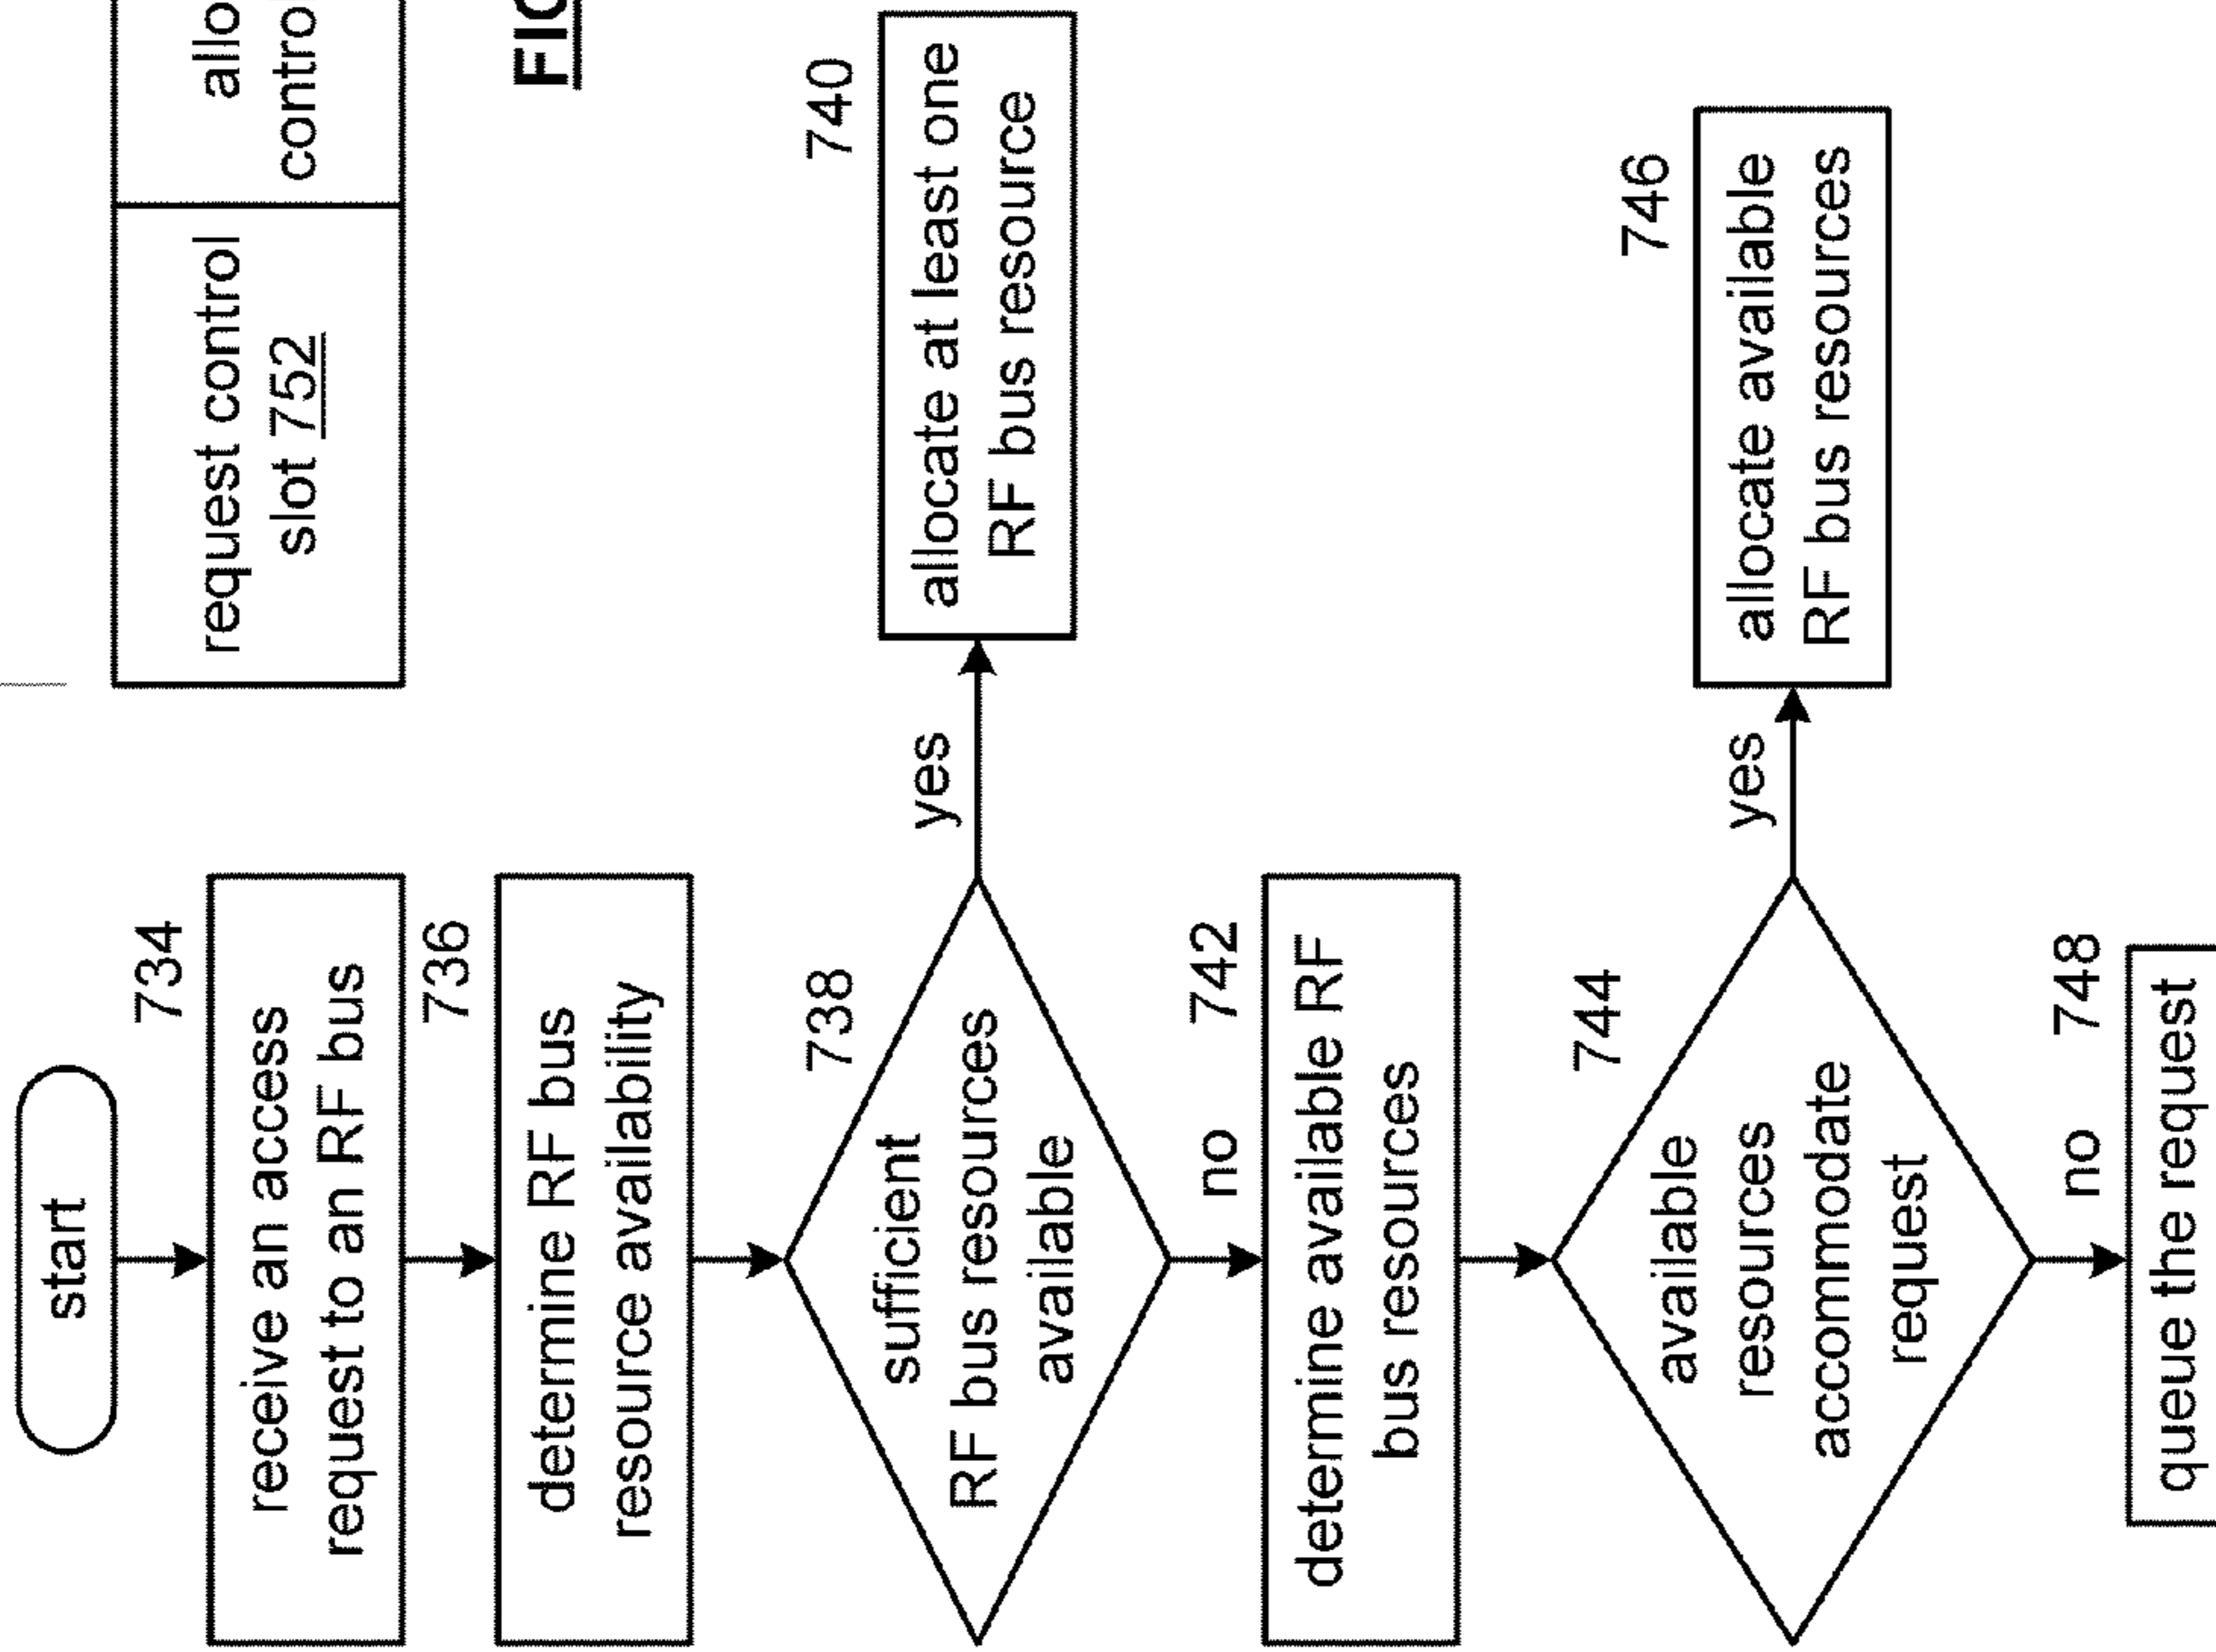 start
734
receive an access
request to an RF bus
736
determine RF bus
resource availability
738
sufficient
RF bus resources
available
yes
740
allocate at least one
RF bus resource
no
742
determine available RF
bus resources
744
available
resources
accommodate
request
yes
746
allocate available
RF bus resources
no
748
queue the request
request control
slot 752
allo
contro
FIG